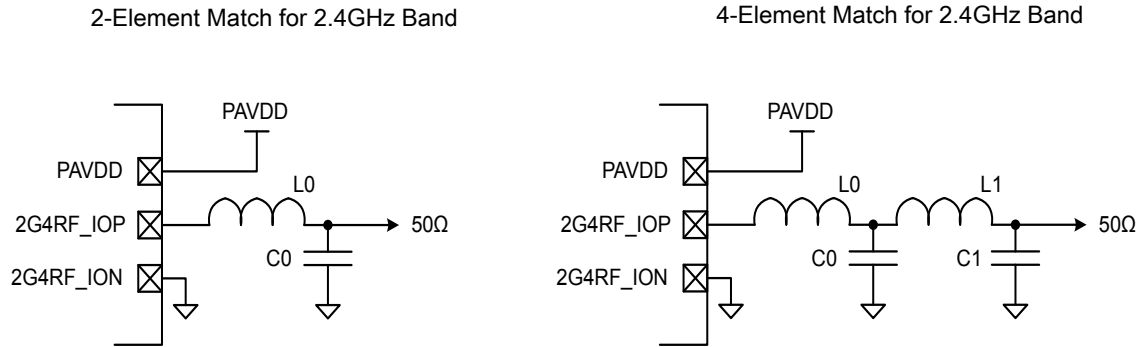 2-Element Match for 2.4GHz Band
PAVDD
PAVDD
L0
2G4RF_IOP
50Ω
C0
2G4RF_ION
4-Element Match for 2.4GHz Band
PAVDD
PAVDD
L0
L1
2G4RF_IOP
50Ω
C0
C1
2G4RF_ION